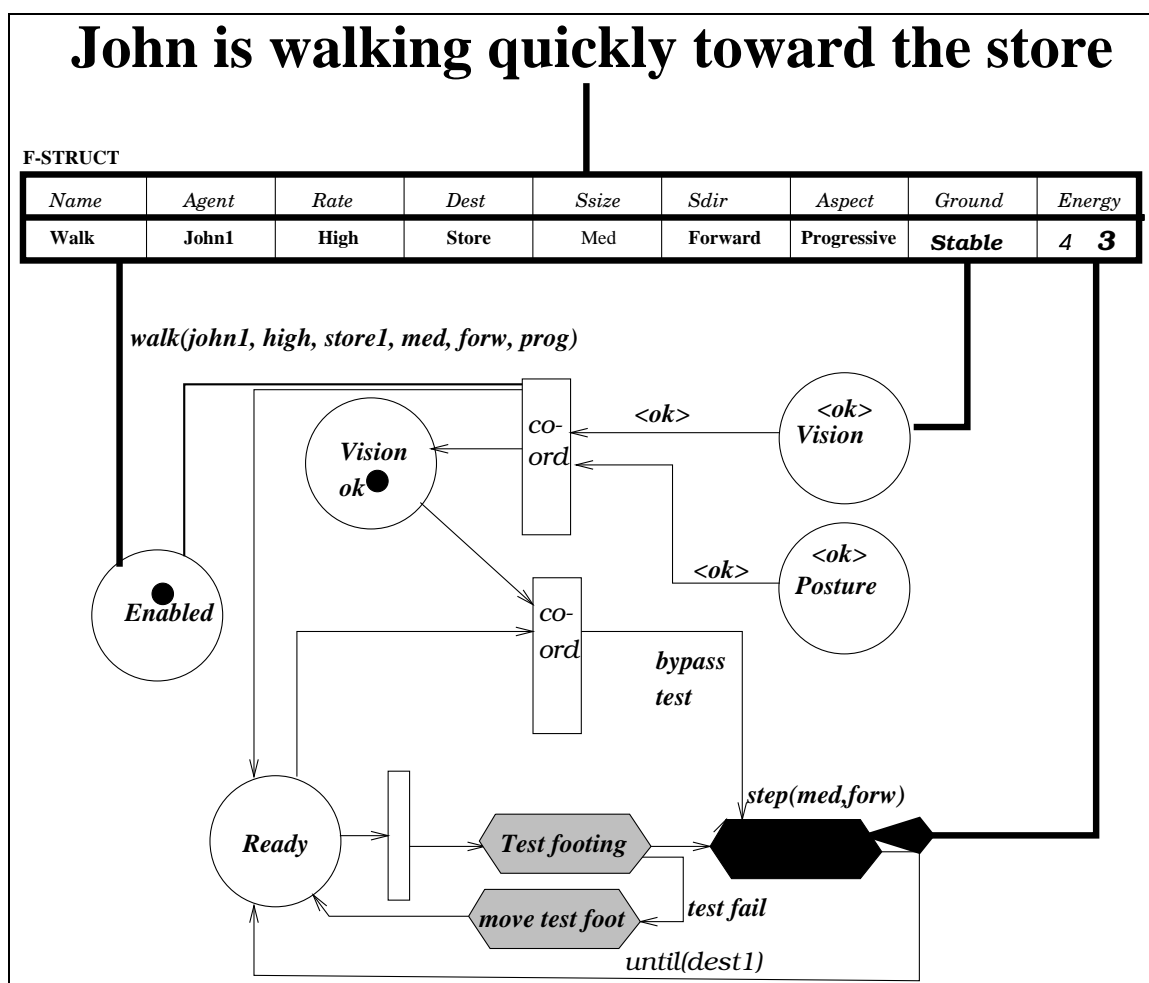 John is walking quickly toward the store
F-STRUCT
Name Agent Rate Dest Ssize Sdir Aspect Ground Energy
Walk John1 High Store Med Forward Progressive Stable 4 3
walk(john1, high, store1, med, forw, prog)
<ok>
<ok>
Vision
co-
ord
Vision
ok
<ok>
<ok>
Posture
Enabled
co-
ord
bypass
test
step(med,forw)
Ready
Test footing
move test foot
test fail
until(dest1)